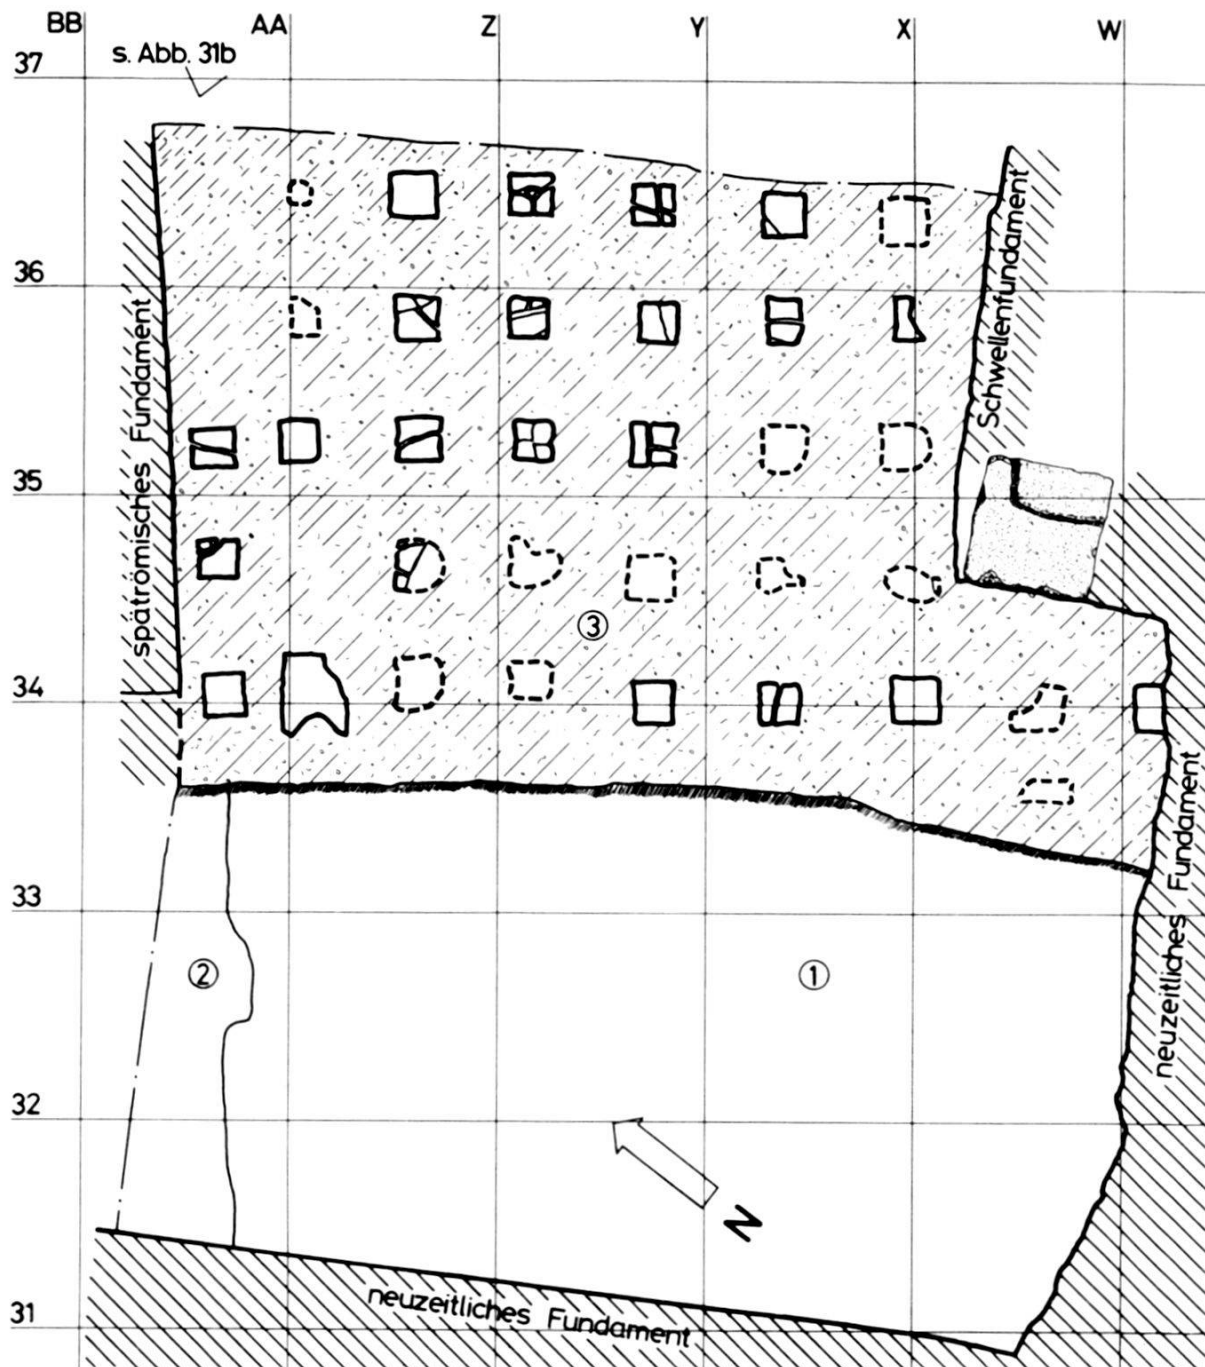 BB AA Z Y X W
s. Abb. 31b
37
36
35
34
33
32
31
spätrömisches Fundament
Schwellenfundament
neuzeitliches Fundament
neuzeitliches Fundament
③
②
①
N